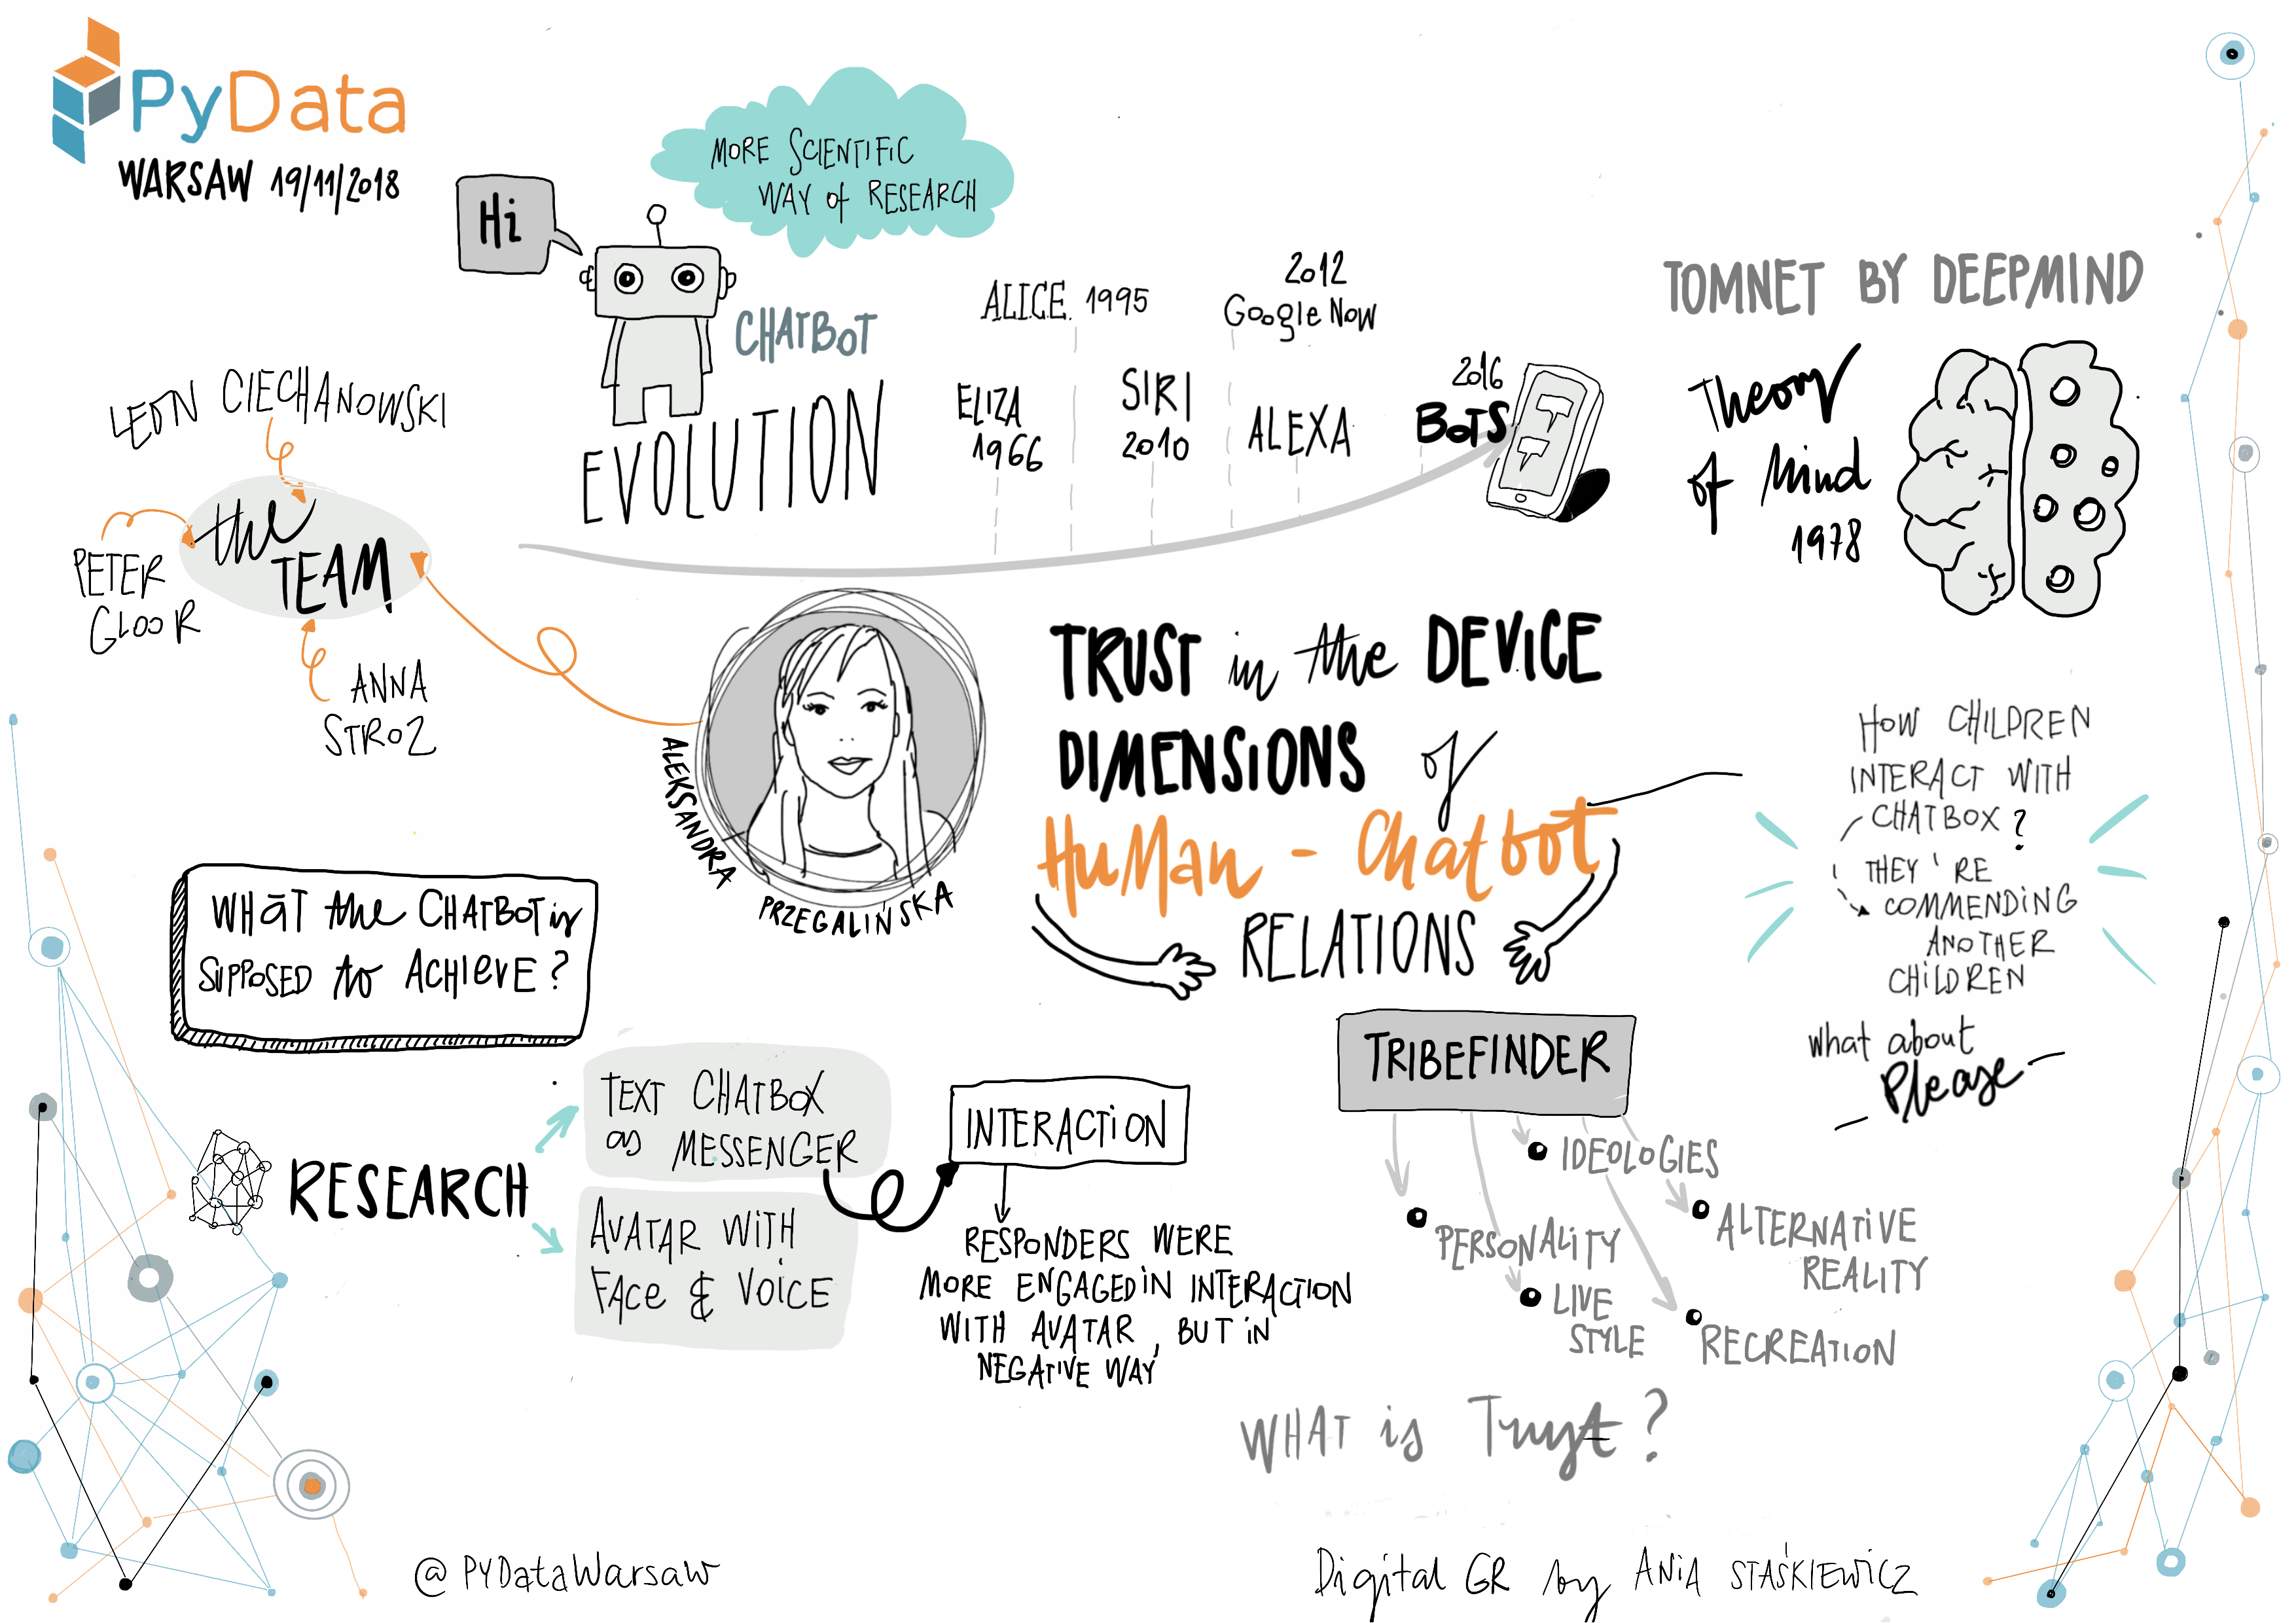 PyData
WARSAW 19/11/2018
Hi
MORE SCIENTIFIC
WAY of RESEARCH
CHATBOT
EVOLUTION
ELIZA
1966
ALICE 1995
SIRI
2010
2012
Google Now
ALEXA
2016
BOTS
TOMNET BY DEEPMIND
Theory
of Mind
1978
LEON CIECHANOWSKI
the
TEAM
PETER
GLOOR
ANNA
STROZ
ALEKSANDRA
PRZEGALIŃSKA
TRUST in the DEVICE
DIMENSIONS of
HuMan - Chatbot
RELATIONS
HOW CHILDREN
INTERACT WITH
CHATBOX?
THEY'RE
COMMENDING
ANOTHER
CHILDREN
what about
Please
WHAT the CHATBOT is
SUPPOSED to ACHIEVE?
RESEARCH
TEXT CHATBOX
as MESSENGER
AVATAR WITH
FACE & VOICE
INTERACTION
RESPONDERS WERE
MORE ENGAGED IN INTERACTION
WITH AVATAR, BUT IN
NEGATIVE WAY
TRIBEFINDER
IDEOLOGIES
PERSONALITY
ALTERNATIVE
REALITY
LIVE
STYLE
RECREATION
WHAT is Trust?
@PYDataWarsaw
Digital GR by ANIA STAŚKIEWICZ